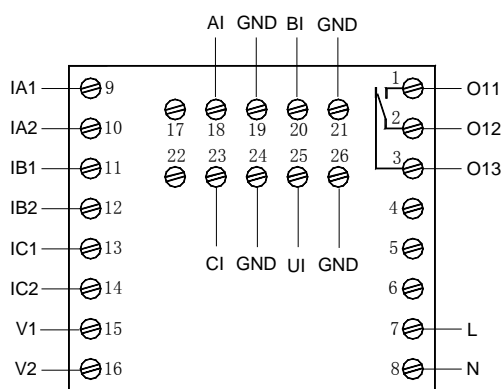 AI GND BI GND
IA1 9 1 O11
17 18 19 20 21
IA2 10 2 O12
22 23 24 25 26
IB1 11 3 O13
IB2 12 4
IC1 13 5
CI GND UI GND
IC2 14 6
V1 15 7 L
V2 16 8 N